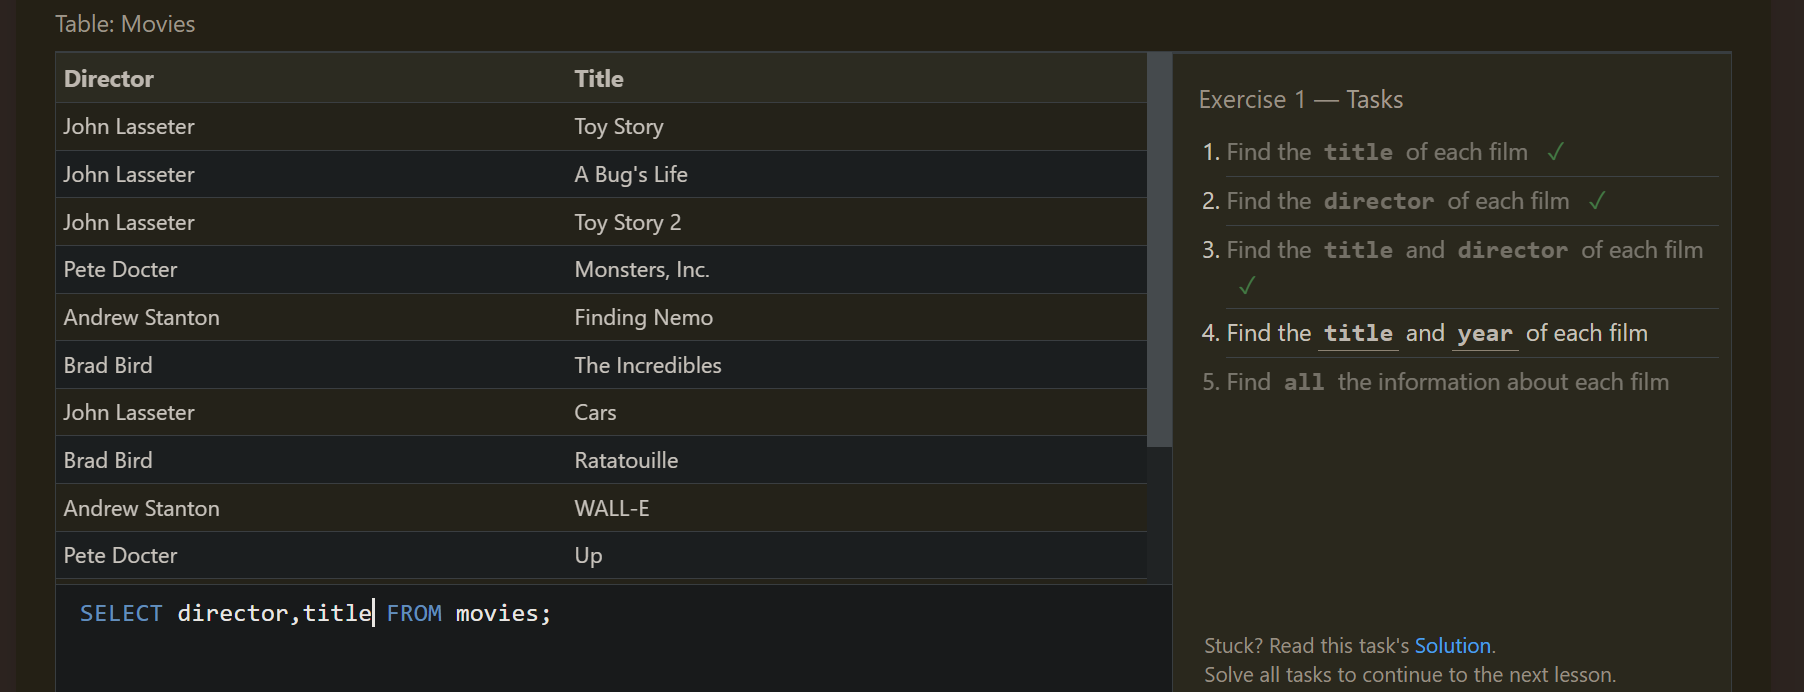 Table: Movies
Director Title
John Lasseter Toy Story
John Lasseter A Bug's Life
John Lasseter Toy Story 2
Pete Docter Monsters, Inc.
Andrew Stanton Finding Nemo
Brad Bird The Incredibles
John Lasseter Cars
Brad Bird Ratatouille
Andrew Stanton WALL-E
Pete Docter Up
SELECT director,title FROM movies;
Exercise 1 — Tasks
1. Find the title of each film ✓
2. Find the director of each film ✓
3. Find the title and director of each film
✓
4. Find the title and year of each film
5. Find all the information about each film
Stuck? Read this task's Solution.
Solve all tasks to continue to the next lesson.